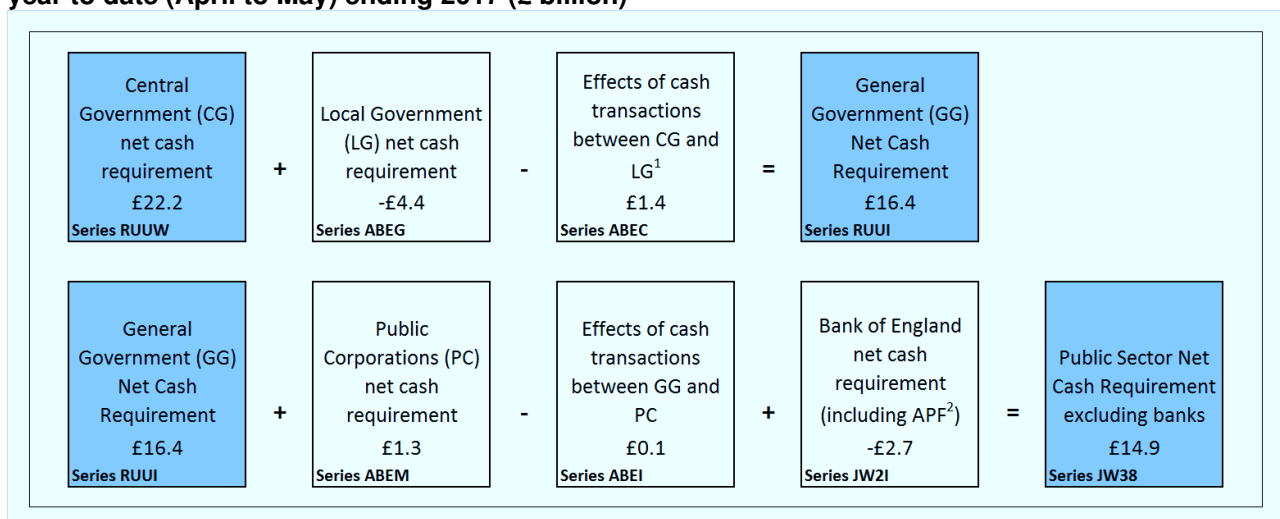 year to date (April to May) ending 2017 (£ billion)
Central
Government (CG)
net cash
requirement
£22.2
Series RUUW
+
Local Government
(LG) net cash
requirement
-£4.4
Series ABEG
-
Effects of cash
transactions
between CG and
LG¹
£1.4
Series ABEC
=
General
Government (GG)
Net Cash
Requirement
£16.4
Series RUUI
General
Government (GG)
Net Cash
Requirement
£16.4
Series RUUI
+
Public
Corporations (PC)
net cash
requirement
£1.3
Series ABEM
-
Effects of cash
transactions
between GG and
PC
£0.1
Series ABEI
+
Bank of England
net cash
requirement
(including APF²)
-£2.7
Series JW2I
=
Public Sector Net
Cash Requirement
excluding banks
£14.9
Series JW38